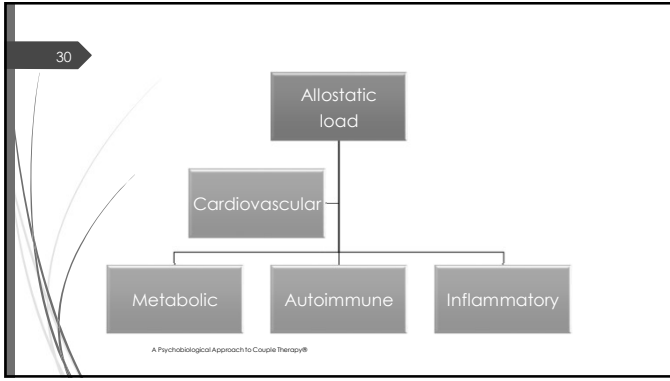 30
Allostatic
load
Cardiovascular
Metabolic
Autoimmune
Inflammatory
A Psychobiological Approach to Couple Therapy®